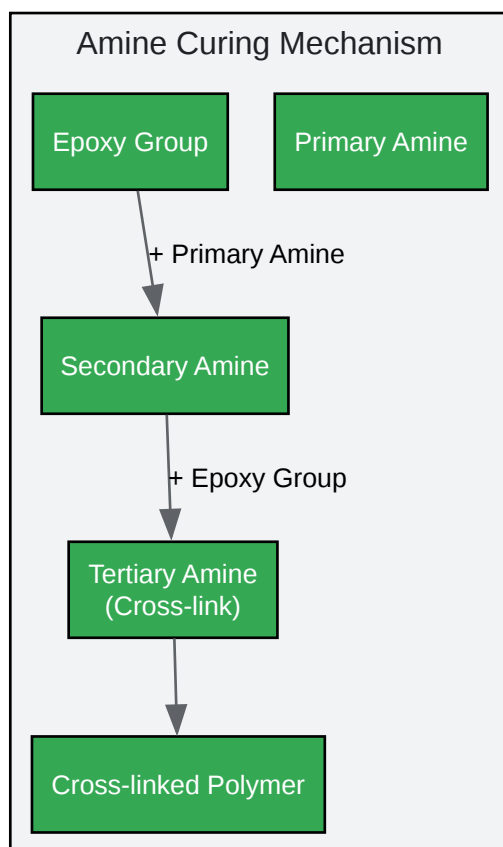 Amine Curing Mechanism
Epoxy Group
Primary Amine
+ Primary Amine
Secondary Amine
+ Epoxy Group
Tertiary Amine
(Cross-link)
Cross-linked Polymer